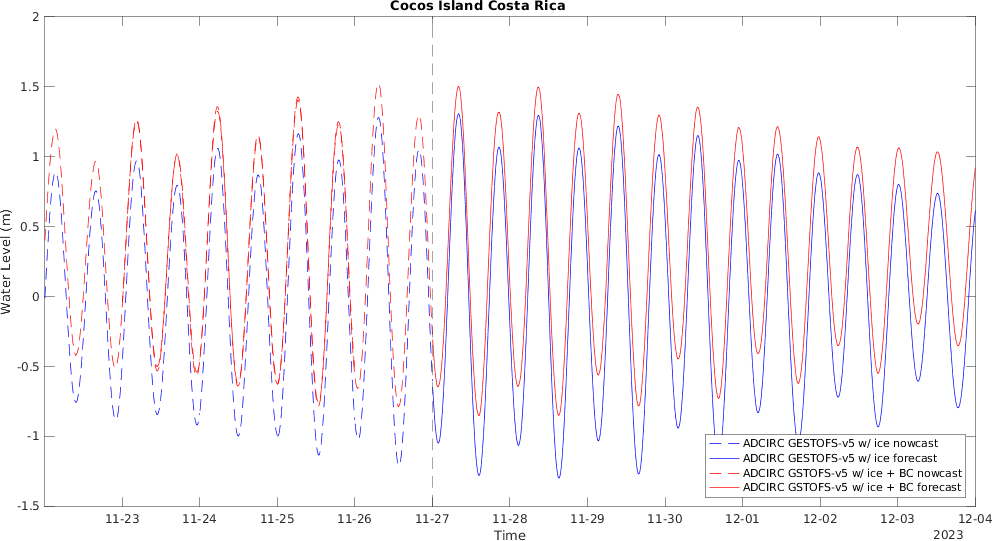 Cocos Island Costa Rica
2
1.5
1
0.5
0
-0.5
-1
-1.5
Water Level (m)
ADCIRC GESTOFS-v5 w/ ice nowcast
ADCIRC GESTOFS-v5 w/ ice forecast
ADCIRC GSTOFS-v5 w/ ice + BC nowcast
ADCIRC GSTOFS-v5 w/ ice + BC forecast
11-23 11-24 11-25 11-26 11-27 11-28 11-29 11-30 12-01 12-02 12-03 12-04
Time
2023